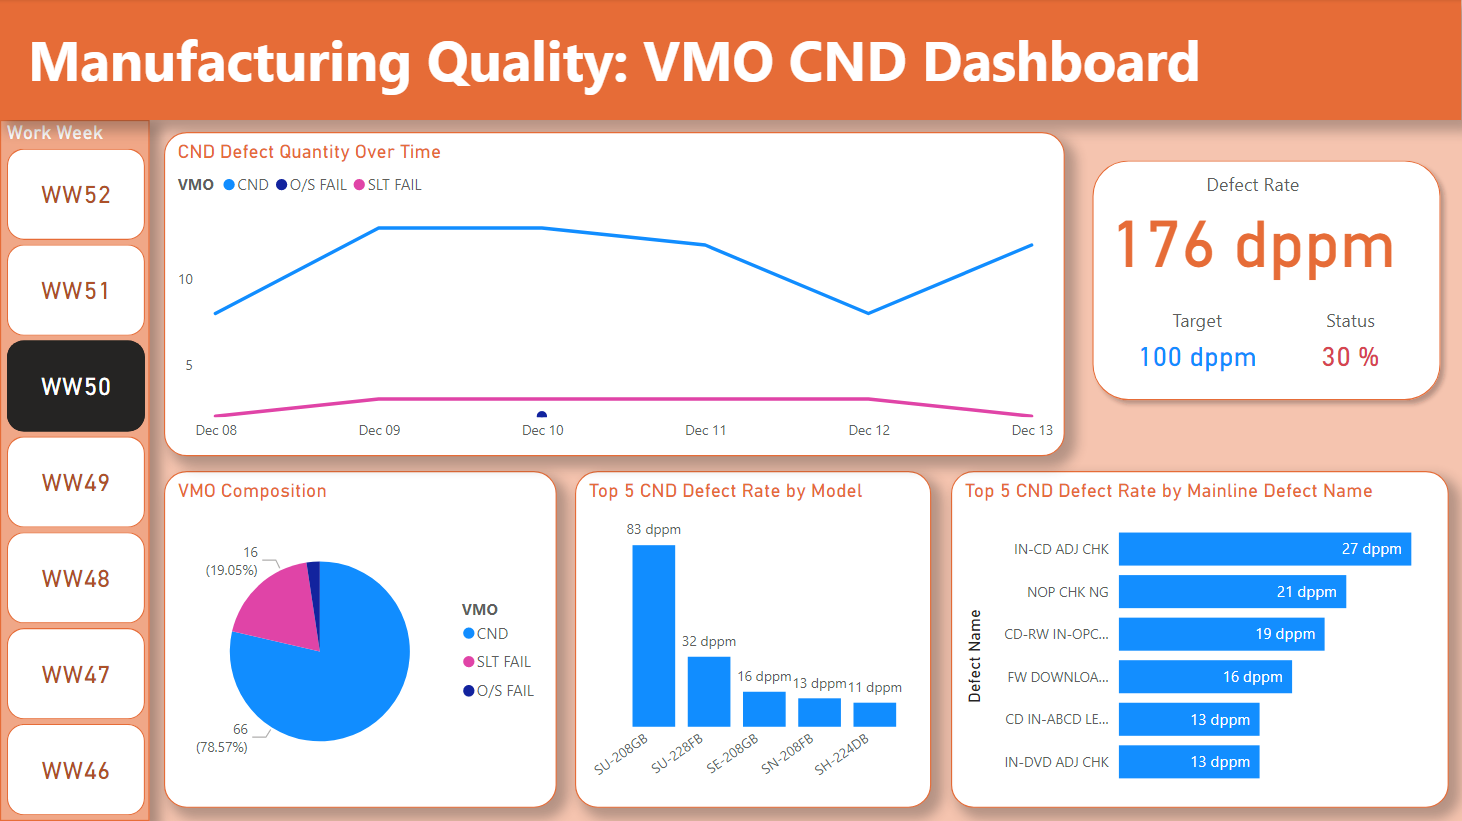 Manufacturing Quality: VMO CND Dashboard
Work Week
WW52
WW51
WW50
WW49
WW48
WW47
WW46
CND Defect Quantity Over Time
VMO CND O/S FAIL SLT FAIL
10
5
Dec 08 Dec 09 Dec 10 Dec 11 Dec 12 Dec 13
Defect Rate
176 dppm
Target Status
100 dppm 30 %
VMO Composition
16
(19.05%)
66
(78.57%)
VMO
CND
SLT FAIL
O/S FAIL
Top 5 CND Defect Rate by Model
83 dppm
32 dppm
16 dppm 13 dppm 11 dppm
SU-208GB SU-228FB SE-208GB SN-208FB SH-224DB
Top 5 CND Defect Rate by Mainline Defect Name
Defect Name
IN-CD ADJ CHK 27 dppm
NOP CHK NG 21 dppm
CD-RW IN-OPC... 19 dppm
FW DOWNLOA... 16 dppm
CD IN-ABCD LE... 13 dppm
IN-DVD ADJ CHK 13 dppm